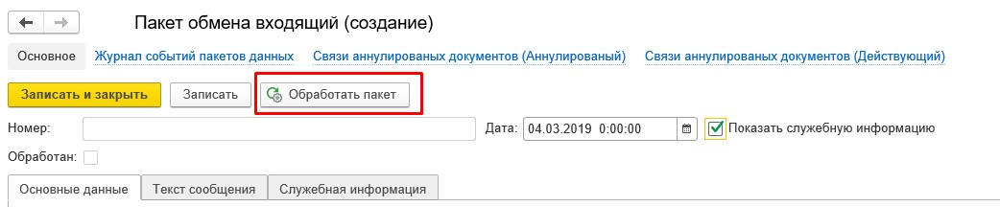 Пакет обмена входящий (создание)
Основное Журнал событий пакетов данных Связи аннулированых документов (Аннулированый) Связи аннулированых документов (Действующий)
Записать и закрыть Записать Обработать пакет
Номер: Дата: 04.03.2019 0:00:00 Показать служебную информацию
Обработан:
Основные данные Текст сообщения Служебная информация